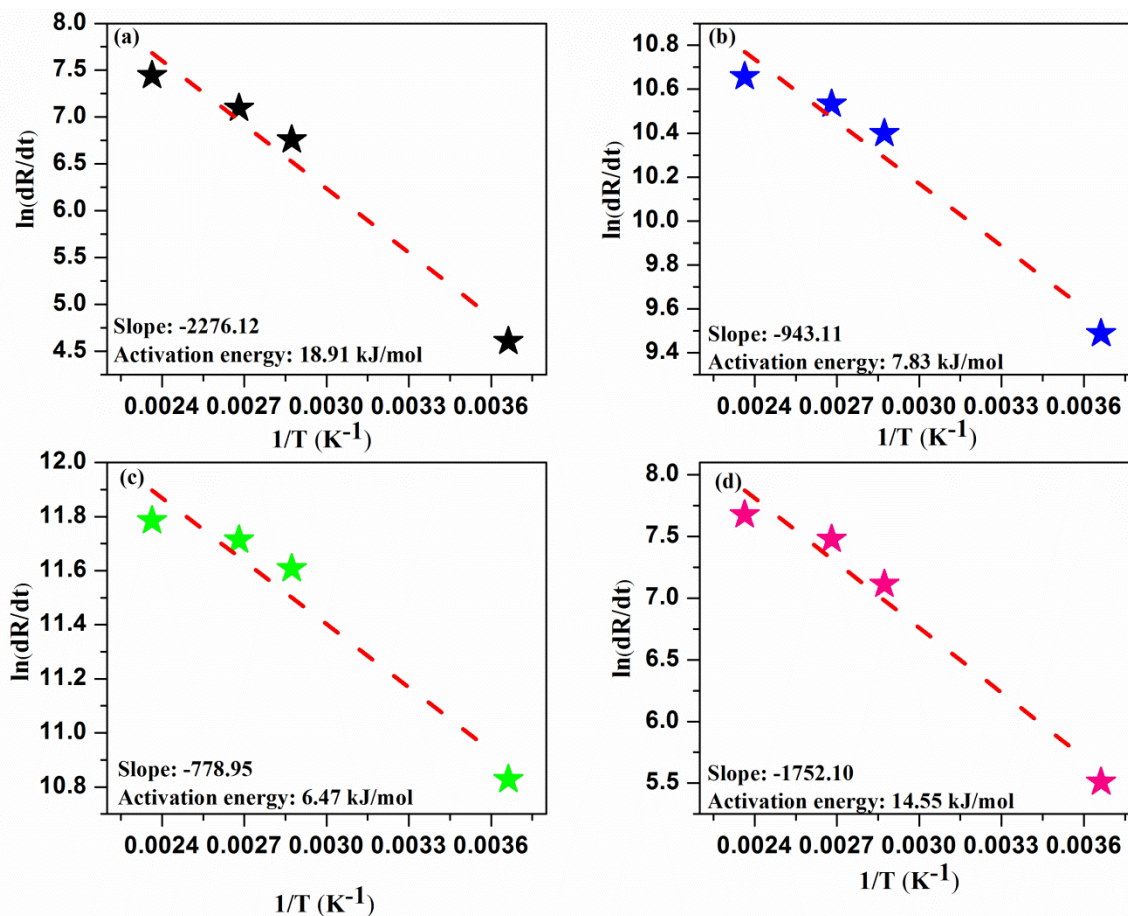 (a)
8.0
7.5
7.0
6.5
6.0
5.5
5.0
4.5
ln(dR/dt)
Slope: -2276.12
Activation energy: 18.91 kJ/mol
0.0024 0.0027 0.0030 0.0033 0.0036
1/T (K⁻¹)
(b)
10.8
10.6
10.4
10.2
10.0
9.8
9.6
9.4
ln(dR/dt)
Slope: -943.11
Activation energy: 7.83 kJ/mol
0.0024 0.0027 0.0030 0.0033 0.0036
1/T (K⁻¹)
(c)
12.0
11.8
11.6
11.4
11.2
11.0
10.8
ln(dR/dt)
Slope: -778.95
Activation energy: 6.47 kJ/mol
0.0024 0.0027 0.0030 0.0033 0.0036
1/T (K⁻¹)
(d)
8.0
7.5
7.0
6.5
6.0
5.5
ln(dR/dt)
Slope: -1752.10
Activation energy: 14.55 kJ/mol
0.0024 0.0027 0.0030 0.0033 0.0036
1/T (K⁻¹)